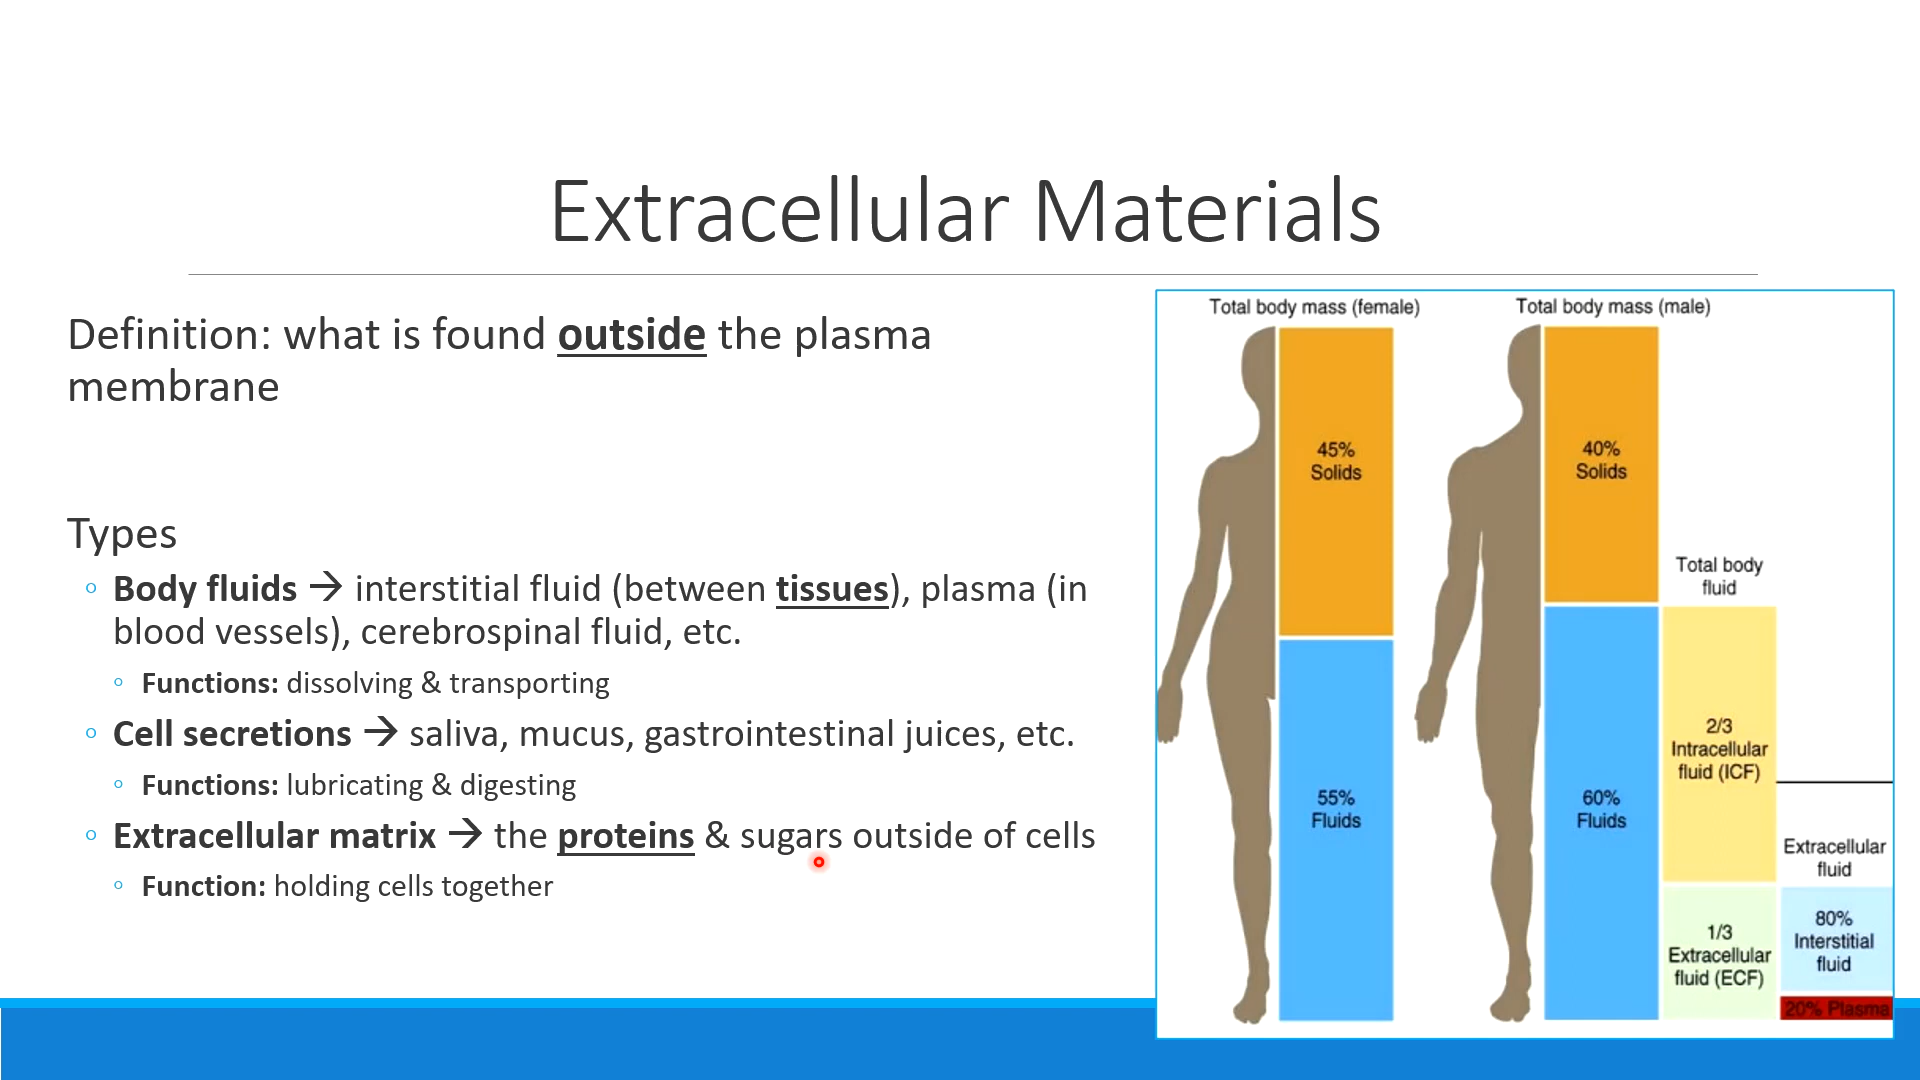 Extracellular Materials
Definition: what is found outside the plasma
membrane
Types
◦ Body fluids → interstitial fluid (between tissues), plasma (in
blood vessels), cerebrospinal fluid, etc.
◦ Functions: dissolving & transporting
◦ Cell secretions → saliva, mucus, gastrointestinal juices, etc.
◦ Functions: lubricating & digesting
◦ Extracellular matrix → the proteins & sugars outside of cells
◦ Function: holding cells together
Total body mass (female)
45%
Solids
55%
Fluids
Total body mass (male)
40%
Solids
60%
Fluids
Total body
fluid
2/3
Intracellular
fluid (ICF)
1/3
Extracellular
fluid (ECF)
Extracellular
fluid
80%
Interstitial
fluid
20% Plasma